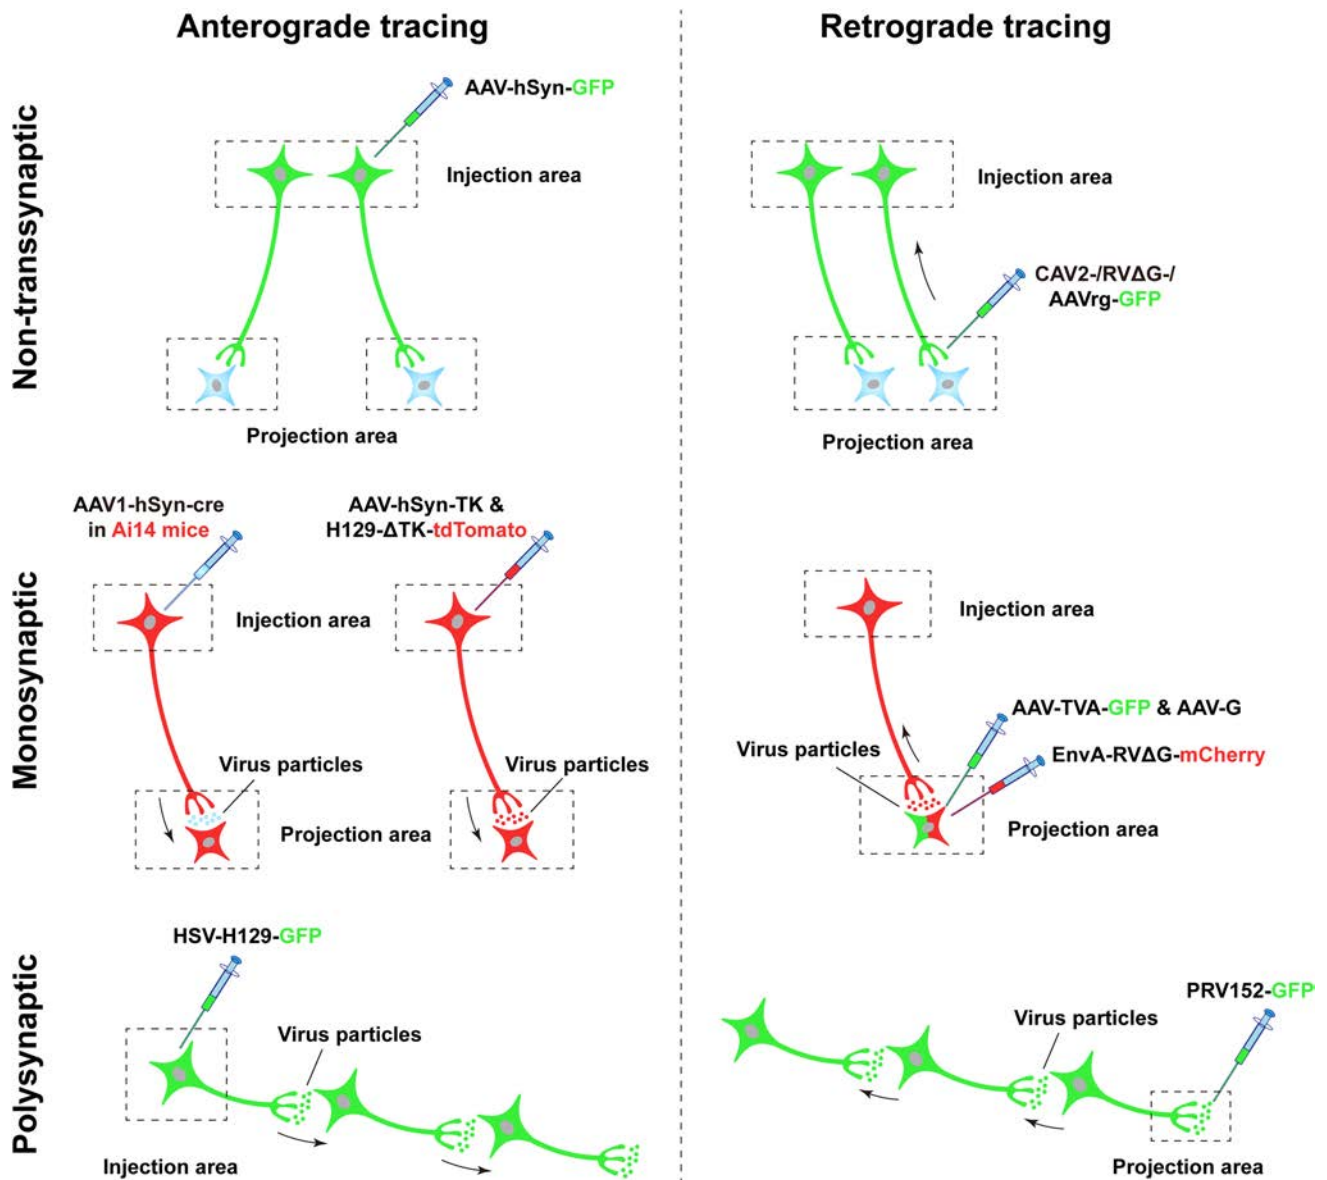 Anterograde tracing
Retrograde tracing
Non-transsynaptic
AAV-hSyn-GFP
Injection area
Projection area
Injection area
CAV2-/RVΔG-/
AAVrg-GFP
Projection area
Monosynaptic
AAV1-hSyn-cre
in Ai14 mice
AAV-hSyn-TK &
H129-ΔTK-tdTomato
Injection area
Virus particles
Virus particles
Projection area
Injection area
AAV-TVA-GFP & AAV-G
Virus particles
EnvA-RVΔG-mCherry
Projection area
Polysynaptic
HSV-H129-GFP
Virus particles
Injection area
PRV152-GFP
Virus particles
Projection area